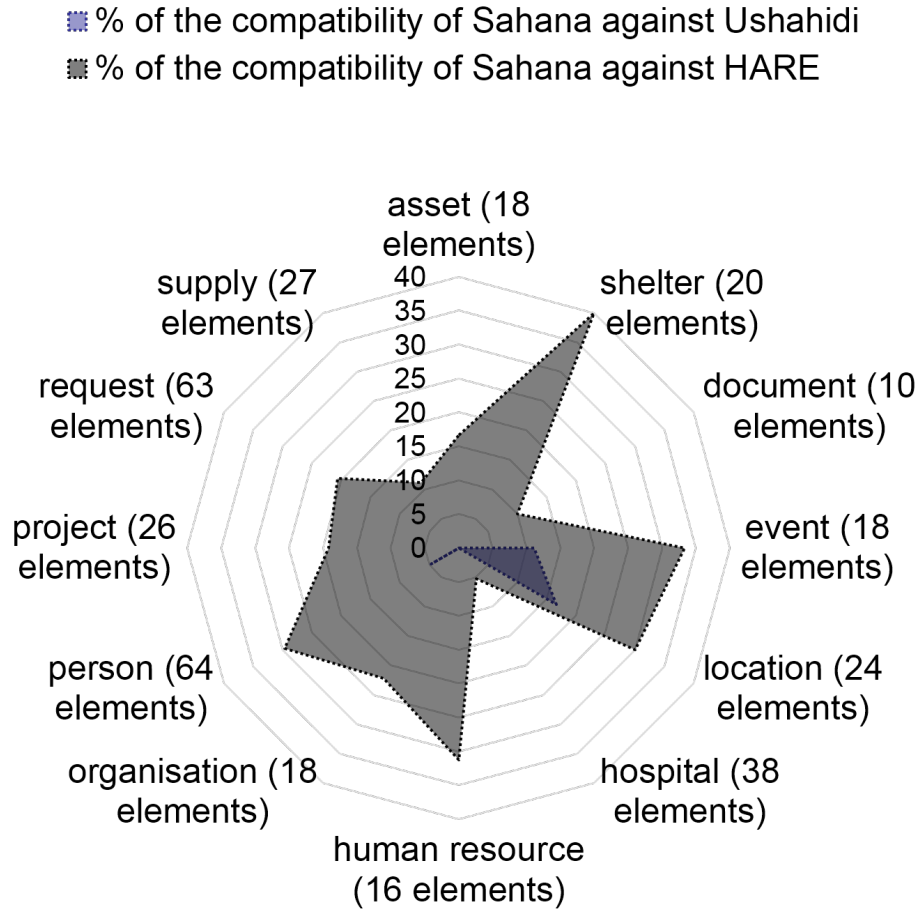 % of the compatibility of Sahana against Ushahidi
% of the compatibility of Sahana against HARE
asset (18
elements)
supply (27
elements)
40
shelter (20
elements)
35
30
request (63
elements)
25
document (10
elements)
20
15
10
5
project (26
elements)
0
event (18
elements)
person (64
elements)
location (24
elements)
organisation (18
elements)
hospital (38
elements)
human resource
(16 elements)